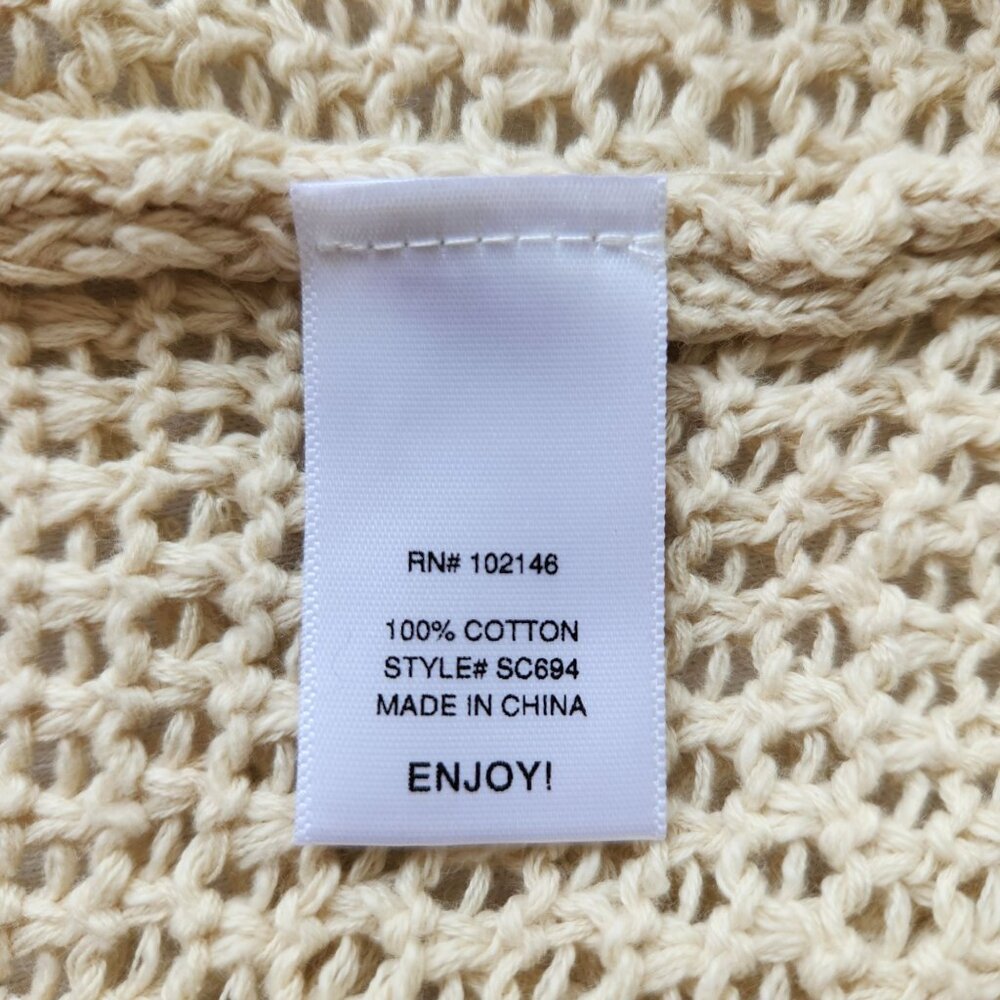 RN# 102146
100% COTTON
STYLE# SC694
MADE IN CHINA
ENJOY!